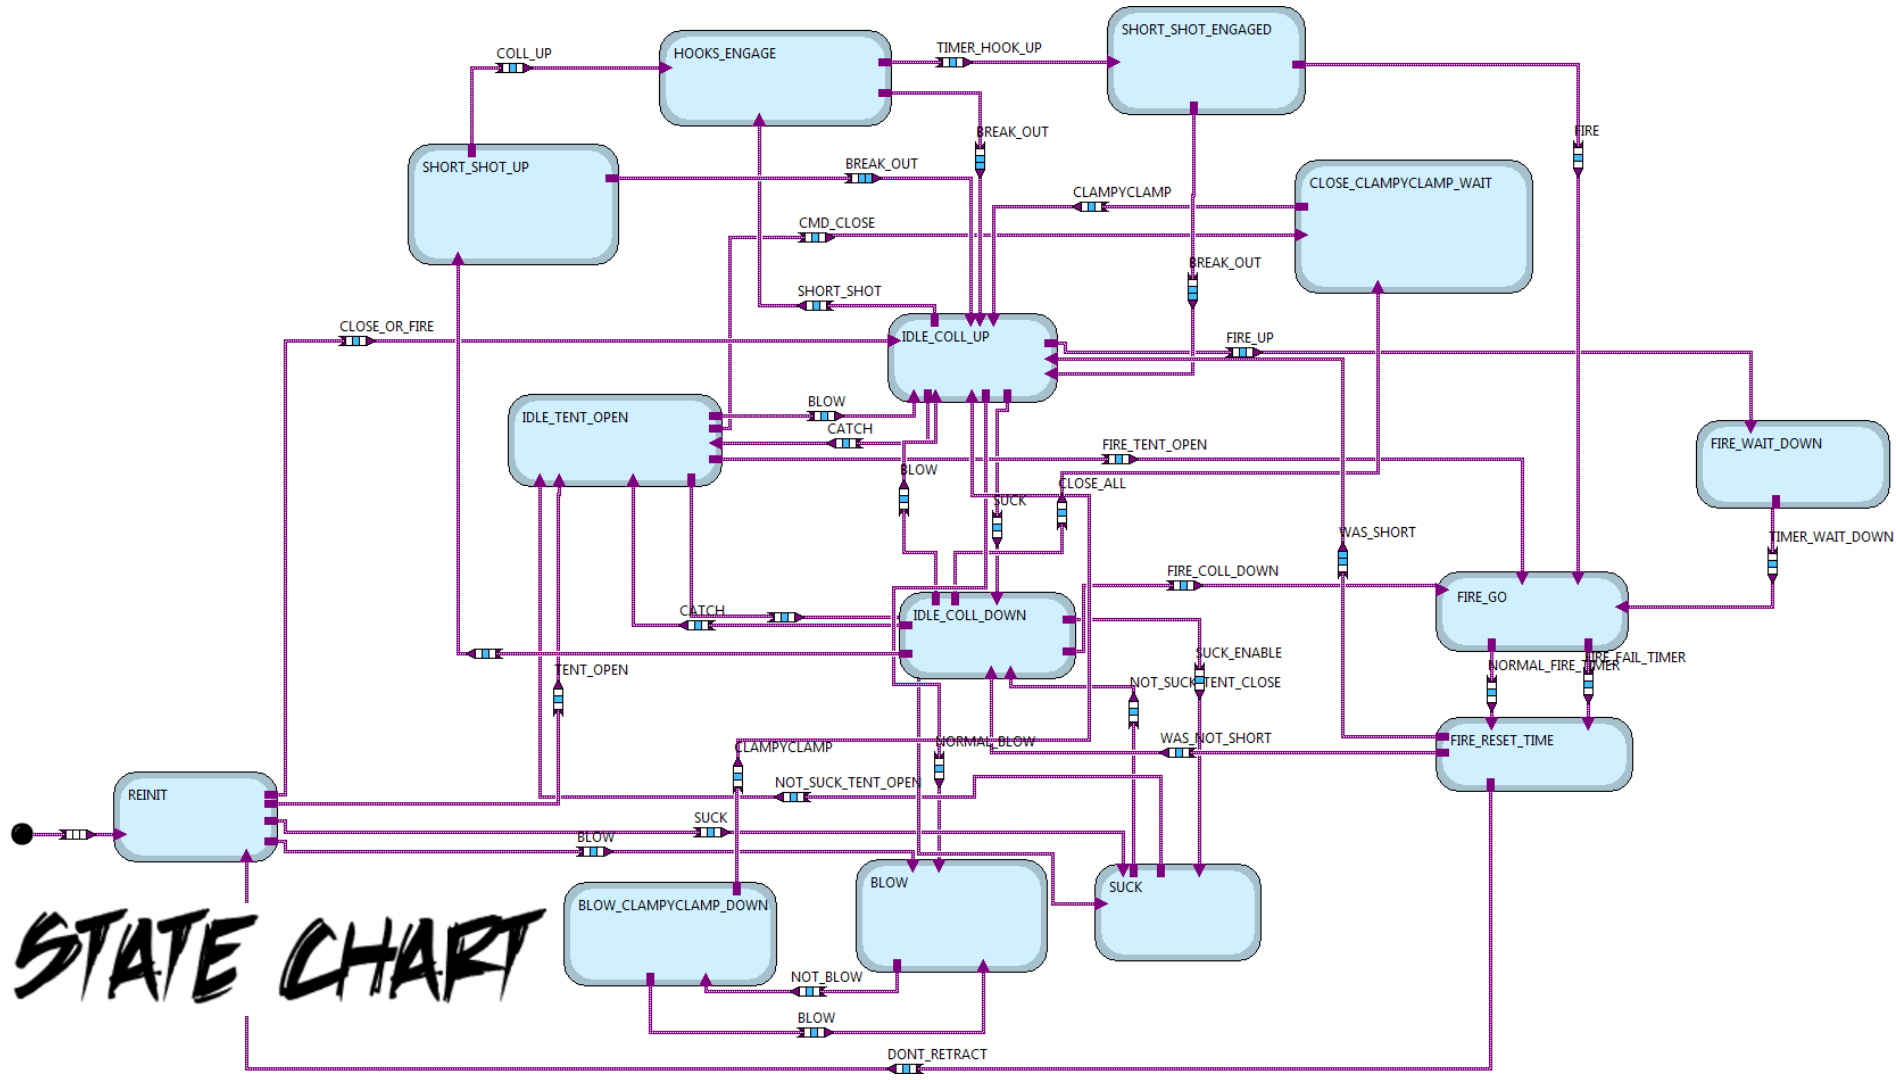 SHORT_SHOT_ENGAGED
COLL_UP
HOOKS_ENGAGE
TIMER_HOOK_UP
BREAK_OUT
FIRE
SHORT_SHOT_UP
BREAK_OUT
CLAMPYCLAMP
CLOSE_CLAMPYCLAMP_WAIT
CMD_CLOSE
BREAK_OUT
SHORT_SHOT
CLOSE_OR_FIRE
IDLE_COLL_UP
FIRE_UP
IDLE_TENT_OPEN
BLOW
CATCH
FIRE_TENT_OPEN
FIRE_WAIT_DOWN
BLOW
CLOSE_ALL
SUCK
WAS_SHORT
TIMER_WAIT_DOWN
FIRE_COLL_DOWN
FIRE_GO
CATCH
IDLE_COLL_DOWN
TENT_OPEN
SUCK_ENABLE
NORMAL_FIRE_TIMER
FIRE_FAIL_TIMER
NOT_SUCK_TENT_CLOSE
CLAMPYCLAMP
NORMAL_BLOW
WAS_NOT_SHORT
FIRE_RESET_TIME
REINIT
NOT_SUCK_TENT_OPEN
SUCK
BLOW
BLOW
SUCK
BLOW_CLAMPYCLAMP_DOWN
STATE CHART
NOT_BLOW
BLOW
DONT_RETRACT